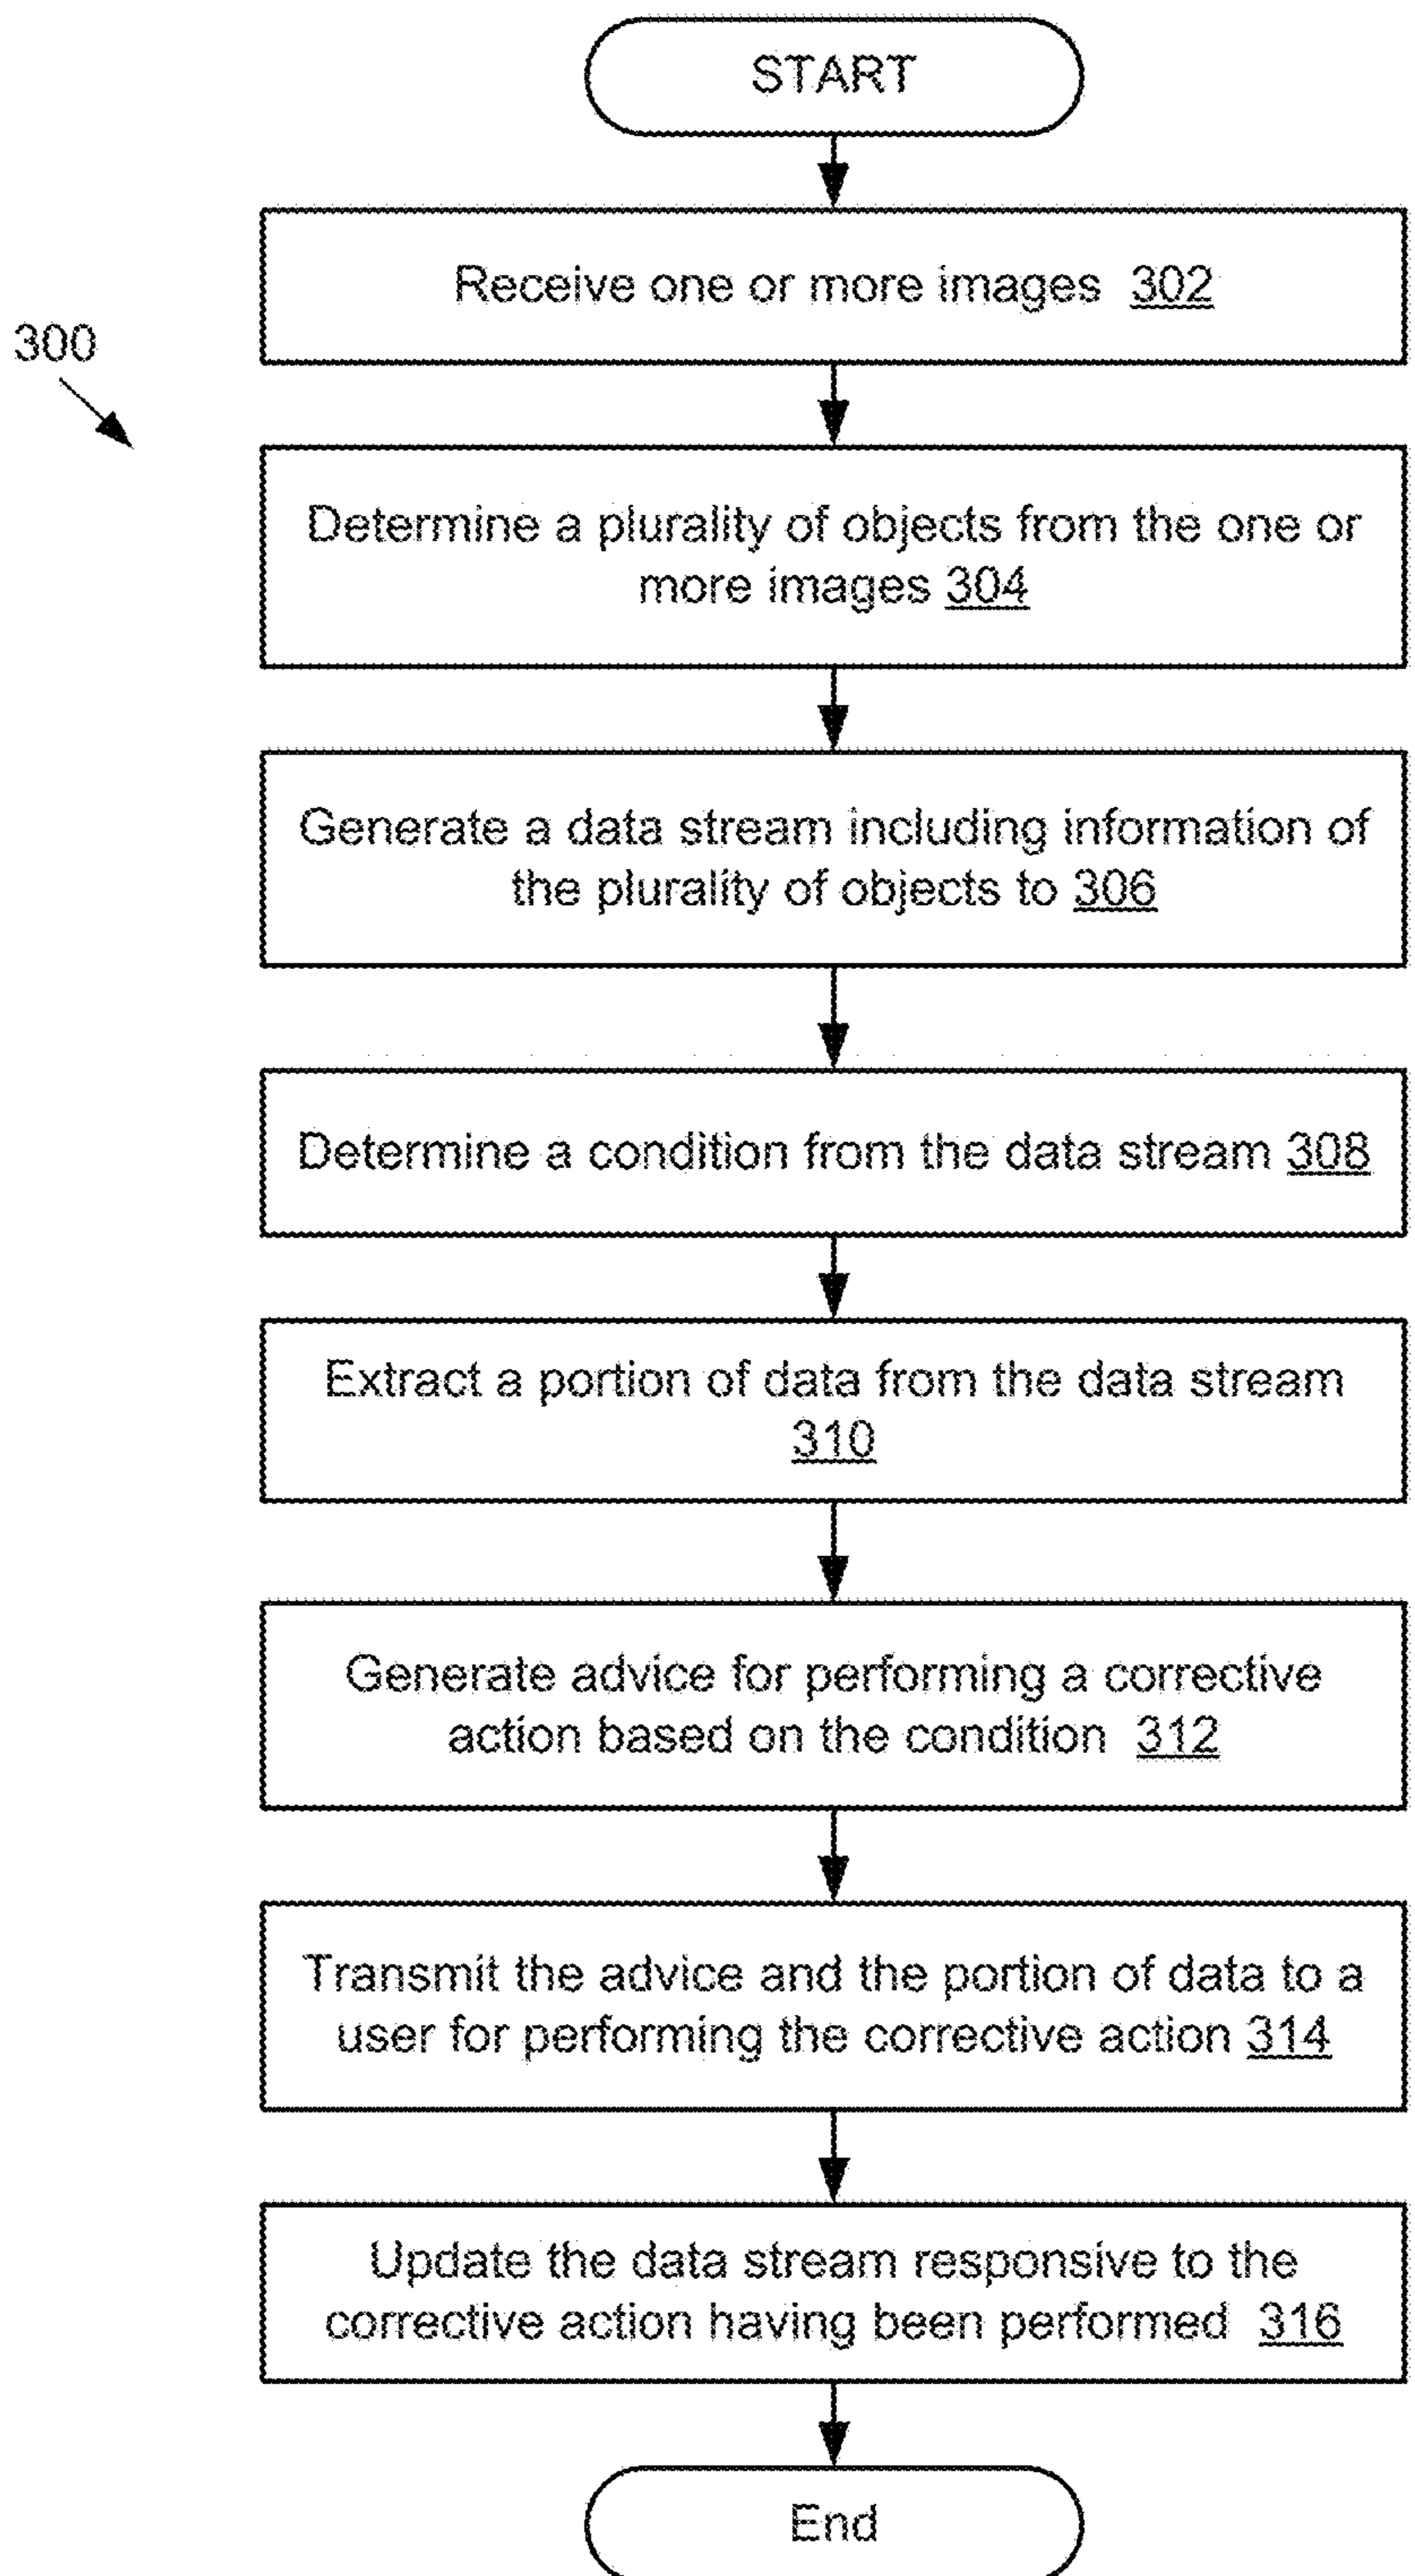 START
Receive one or more images 302
300
Determine a plurality of objects from the one or
more images 304
Generate a data stream including information of
the plurality of objects to 306
Determine a condition from the data stream 308
Extract a portion of data from the data stream
310
Generate advice for performing a corrective
action based on the condition 312
Transmit the advice and the portion of data to a
user for performing the corrective action 314
Update the data stream responsive to the
corrective action having been performed 316
End